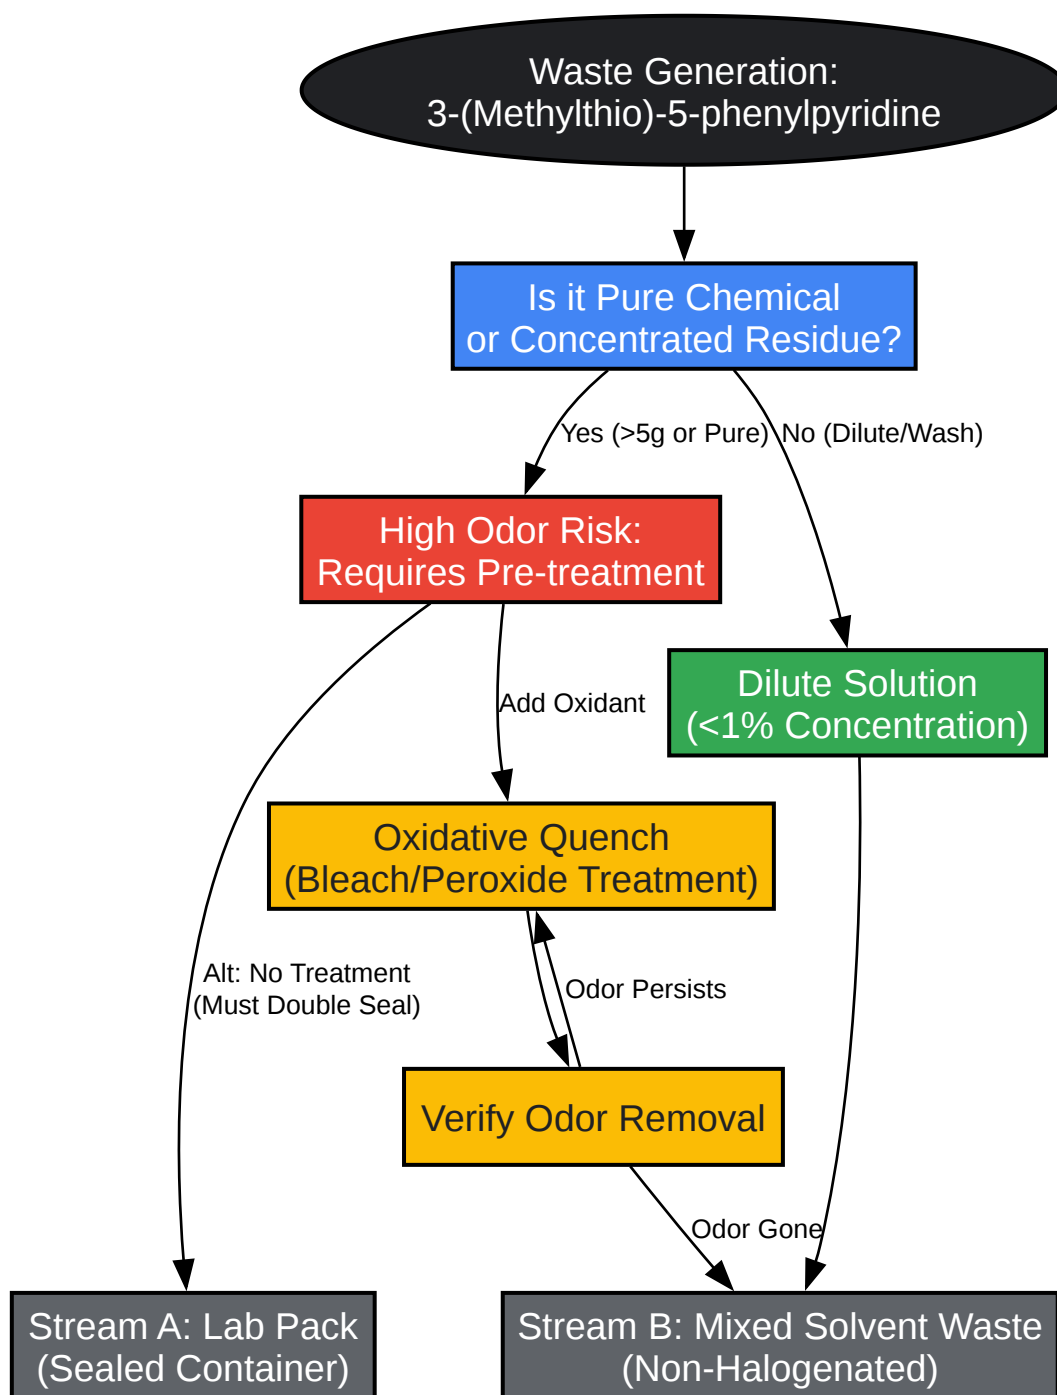 Waste Generation:
3-(Methylthio)-5-phenylpyridine
Is it Pure Chemical
or Concentrated Residue?
Yes (>5g or Pure)
No (Dilute/Wash)
High Odor Risk:
Requires Pre-treatment
Dilute Solution
(<1% Concentration)
Add Oxidant
Oxidative Quench
(Bleach/Peroxide Treatment)
Alt: No Treatment
(Must Double Seal)
Odor Persists
Verify Odor Removal
Odor Gone
Stream A: Lab Pack
(Sealed Container)
Stream B: Mixed Solvent Waste
(Non-Halogenated)